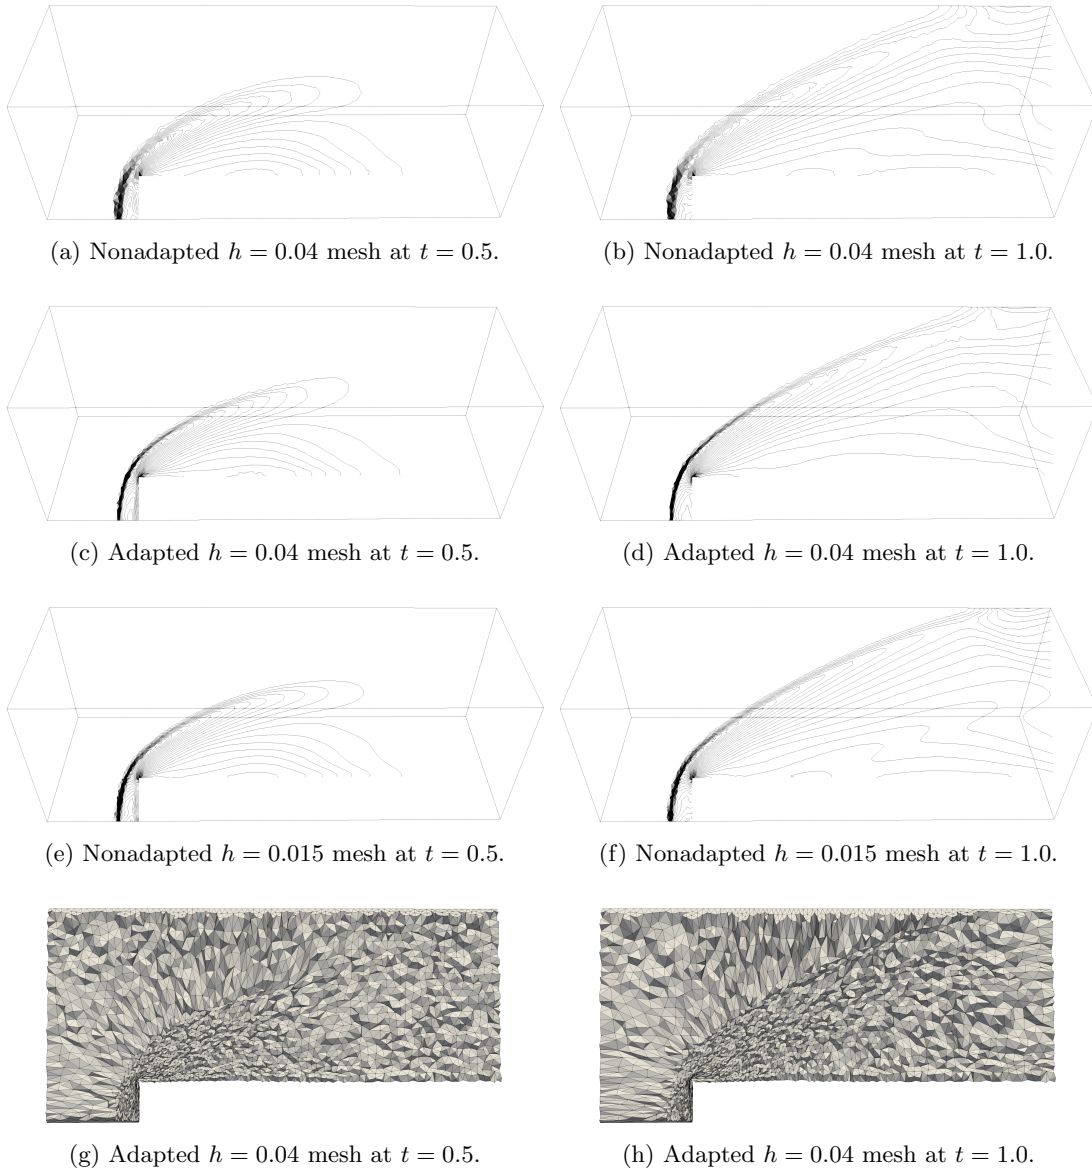 (a) Nonadapted h = 0.04 mesh at t = 0.5.
(b) Nonadapted h = 0.04 mesh at t = 1.0.
(c) Adapted h = 0.04 mesh at t = 0.5.
(d) Adapted h = 0.04 mesh at t = 1.0.
(e) Nonadapted h = 0.015 mesh at t = 0.5.
(f) Nonadapted h = 0.015 mesh at t = 1.0.
(g) Adapted h = 0.04 mesh at t = 0.5.
(h) Adapted h = 0.04 mesh at t = 1.0.